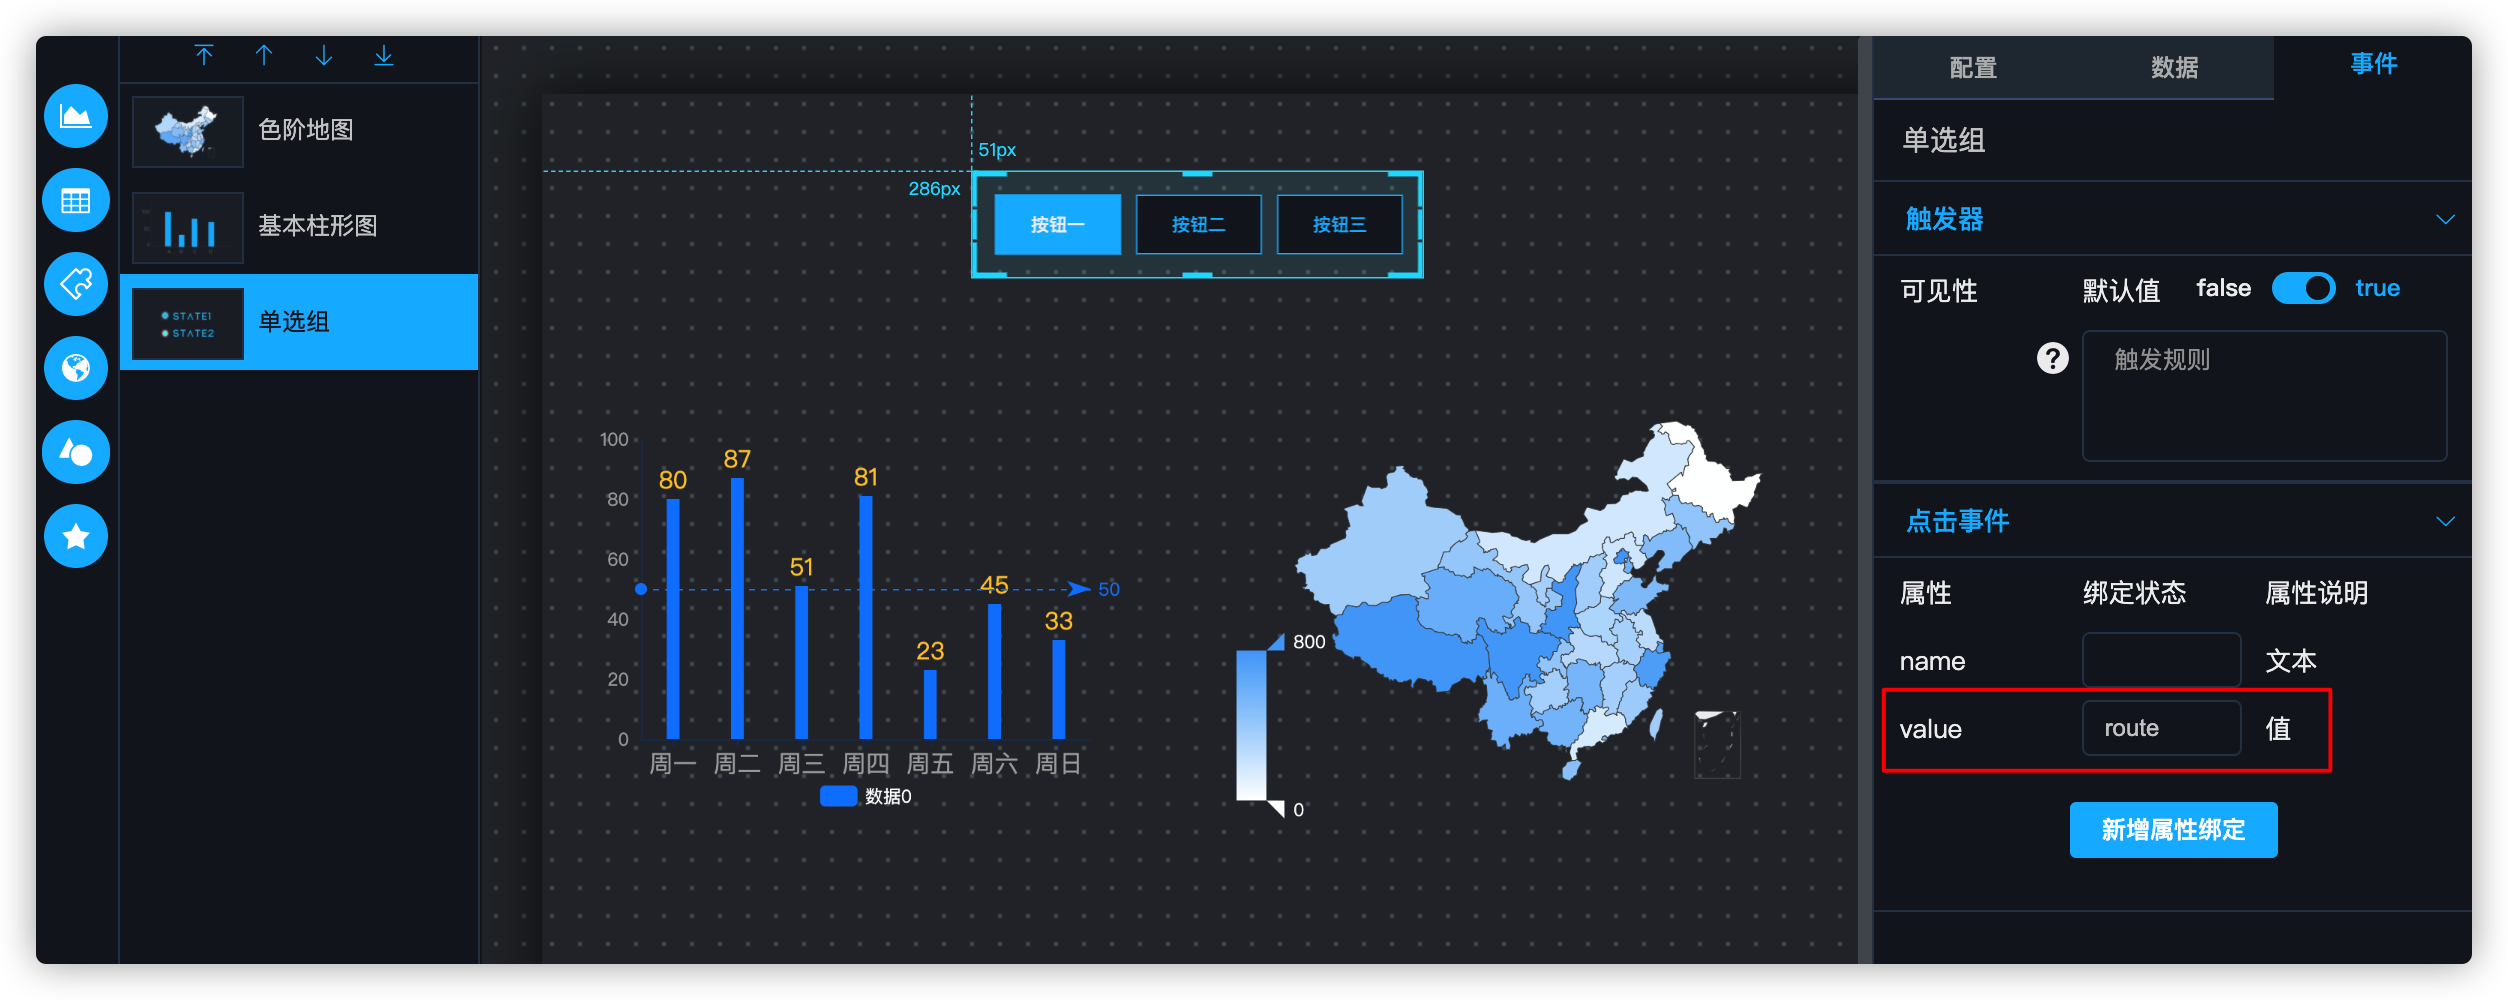 色阶地图
基本柱形图
STATE1
STATE2
单选组
51px
286px
按钮一 按钮二 按钮三
100
80
60
40
20
0
80
87
51
81
23
45
33
50
周一 周二 周三 周四 周五 周六 周日
数据0
800
0
配置 数据 事件
单选组
触发器
可见性 默认值 false true
?
触发规则
点击事件
属性 绑定状态 属性说明
name 文本
value route 值
新增属性绑定